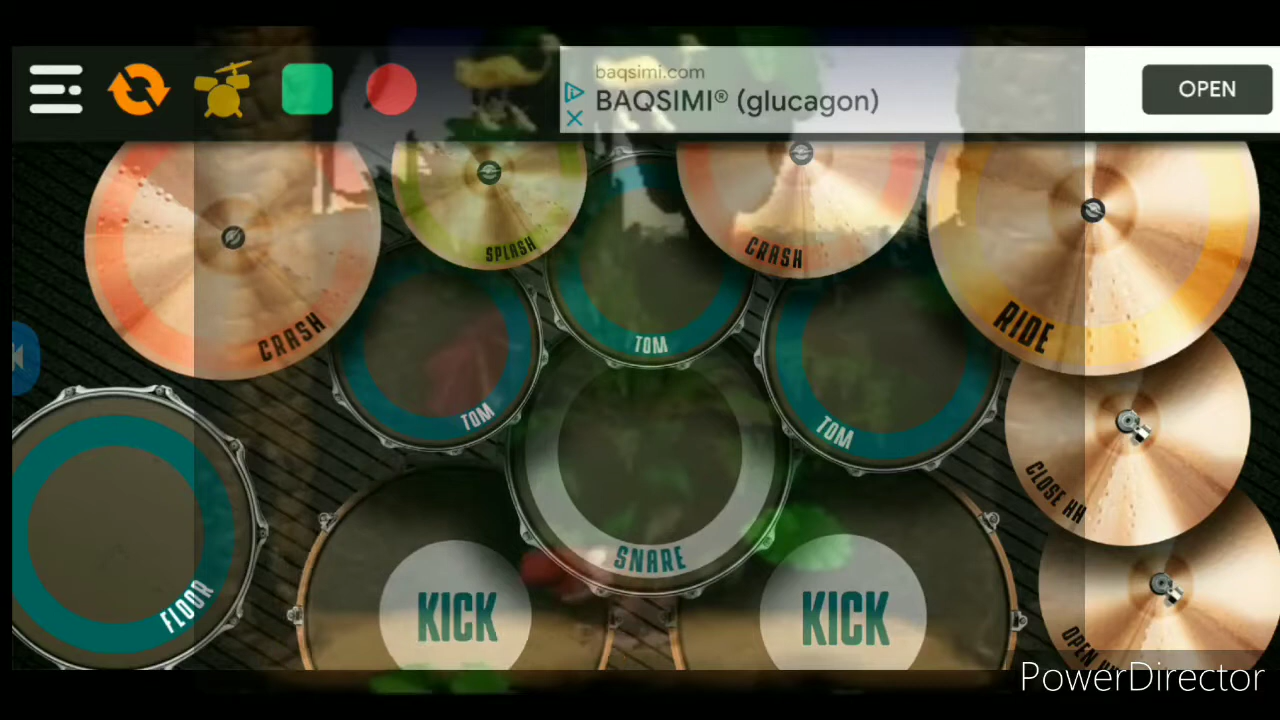 baqsimi.com
BAQSIMI® (glucagon)
OPEN
SPLASH
CRASH
CRASH
RIDE
TOM
TOM
TOM
CLOSE HH
SNARE
FLOOR
KICK
KICK
OPEN
PowerDirector